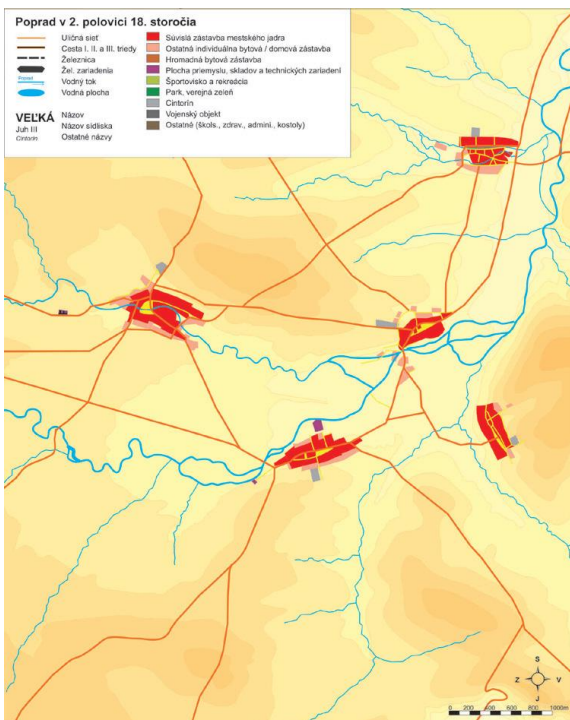 Poprad v 2. polovici 18. storočia
Uličná sieť
Cesta I. II. a III. triedy
Železnica
Žel. zariadenia
Poprad
Vodný tok
Vodná plocha
VEĽKÁ Názov
Juh III Názov sídliska
Cintorín Ostatné názvy
Súvislá zástavba mestského jadra
Ostatná individuálna bytová / domová zástavba
Hromadná bytová zástavba
Plocha priemyslu, skladov a technických zariadení
Športovisko a rekreácia
Park, verejná zeleň
Cintorín
Vojenský objekt
Ostatné (škols., zdrav., admini., kostoly)
S
Z V
J
0 200 400 600 800 1000m